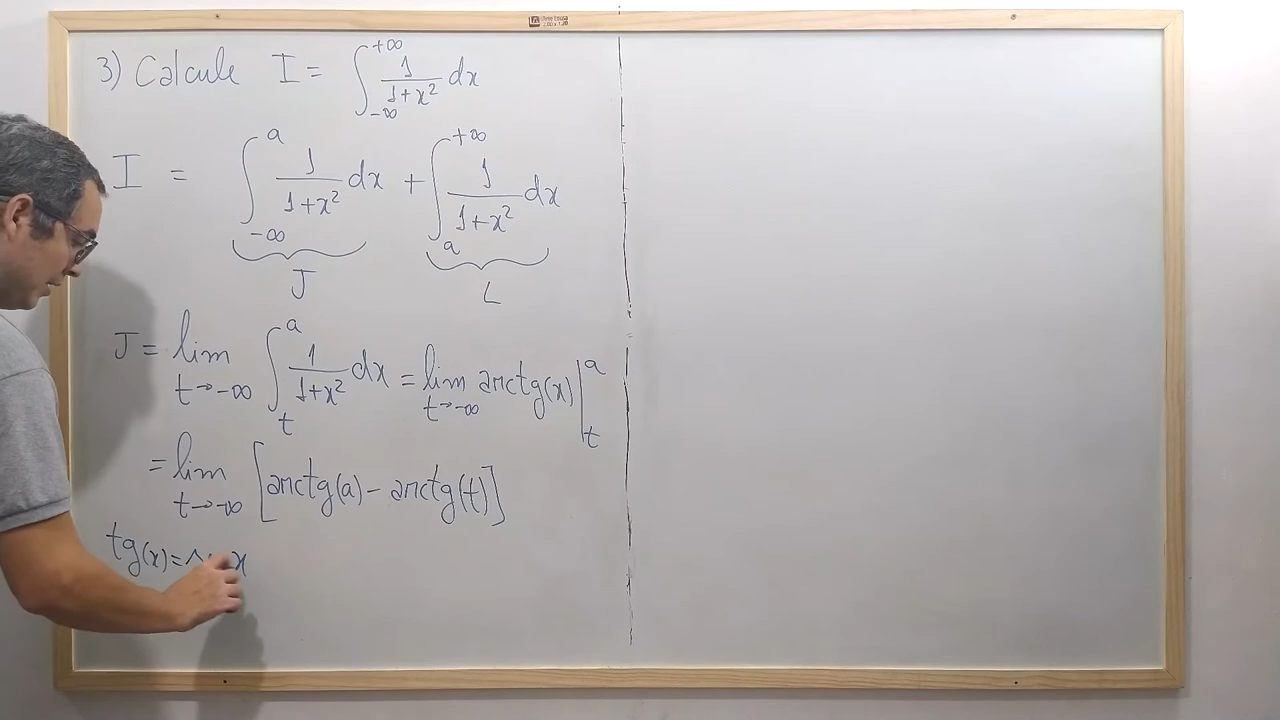 3) Calcule I = ∫_{-∞}^{+∞} 1/(1+x²) dx
I = ∫_{-∞}^{a} 1/(1+x²) dx + ∫_{a}^{+∞} 1/(1+x²) dx
J L
J = lim_{t→-∞} ∫_{t}^{a} 1/(1+x²) dx = lim_{t→-∞} arctg(x) |_{t}^{a}
= lim_{t→-∞} [arctg(a) - arctg(t)]
tg(x) = x